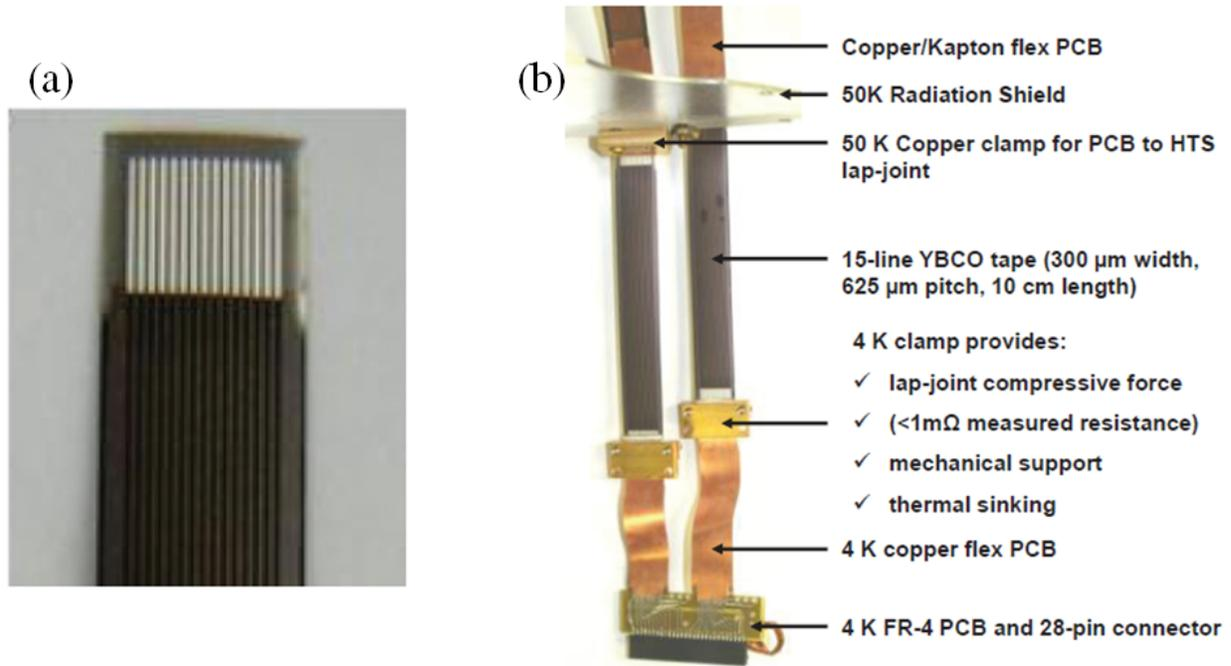 (a)
(b)
Copper/Kapton flex PCB
50K Radiation Shield
50 K Copper clamp for PCB to HTS
lap-joint
15-line YBCO tape (300 µm width,
625 µm pitch, 10 cm length)
4 K clamp provides:
✓ lap-joint compressive force
✓ (<1mΩ measured resistance)
✓ mechanical support
✓ thermal sinking
4 K copper flex PCB
4 K FR-4 PCB and 28-pin connector